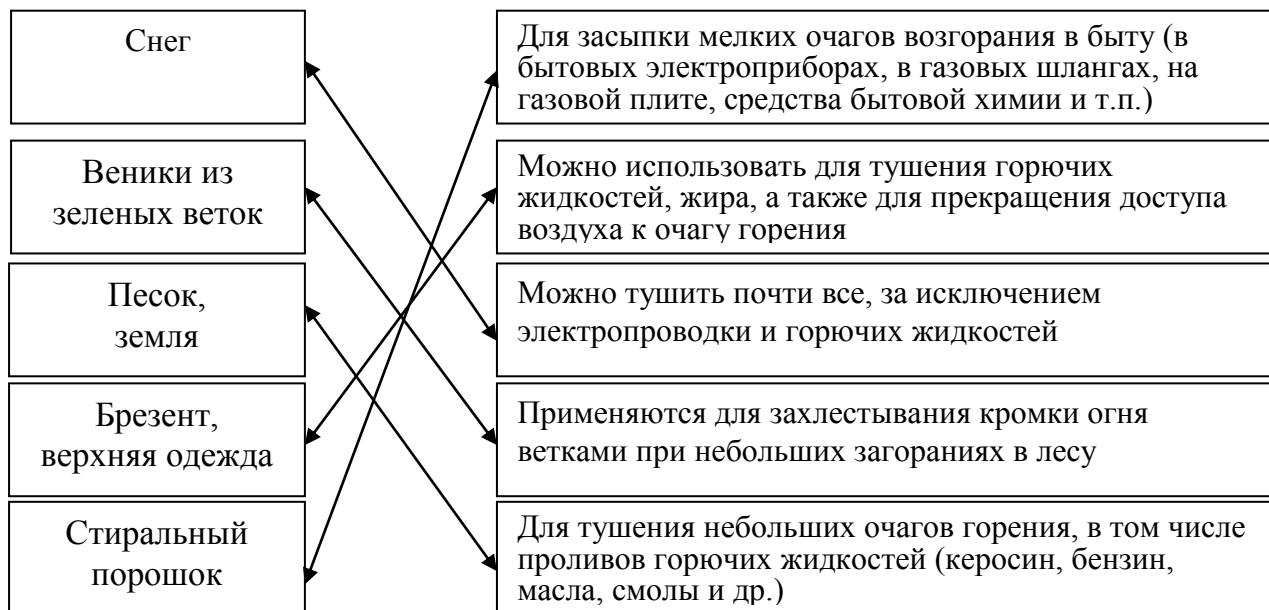 Снег
Для засыпки мелких очагов возгорания в быту (в
бытовых электроприборах, в газовых шлангах, на
газовой плите, средства бытовой химии и т.п.)
Веники из
зеленых веток
Можно использовать для тушения горючих
жидкостей, жира, а также для прекращения доступа
воздуха к очагу горения
Песок,
земля
Можно тушить почти все, за исключением
электропроводки и горючих жидкостей
Брезент,
верхняя одежда
Применяются для захлестывания кромки огня
ветками при небольших загораниях в лесу
Стиральный
порошок
Для тушения небольших очагов горения, в том числе
проливов горючих жидкостей (керосин, бензин,
масла, смолы и др.)